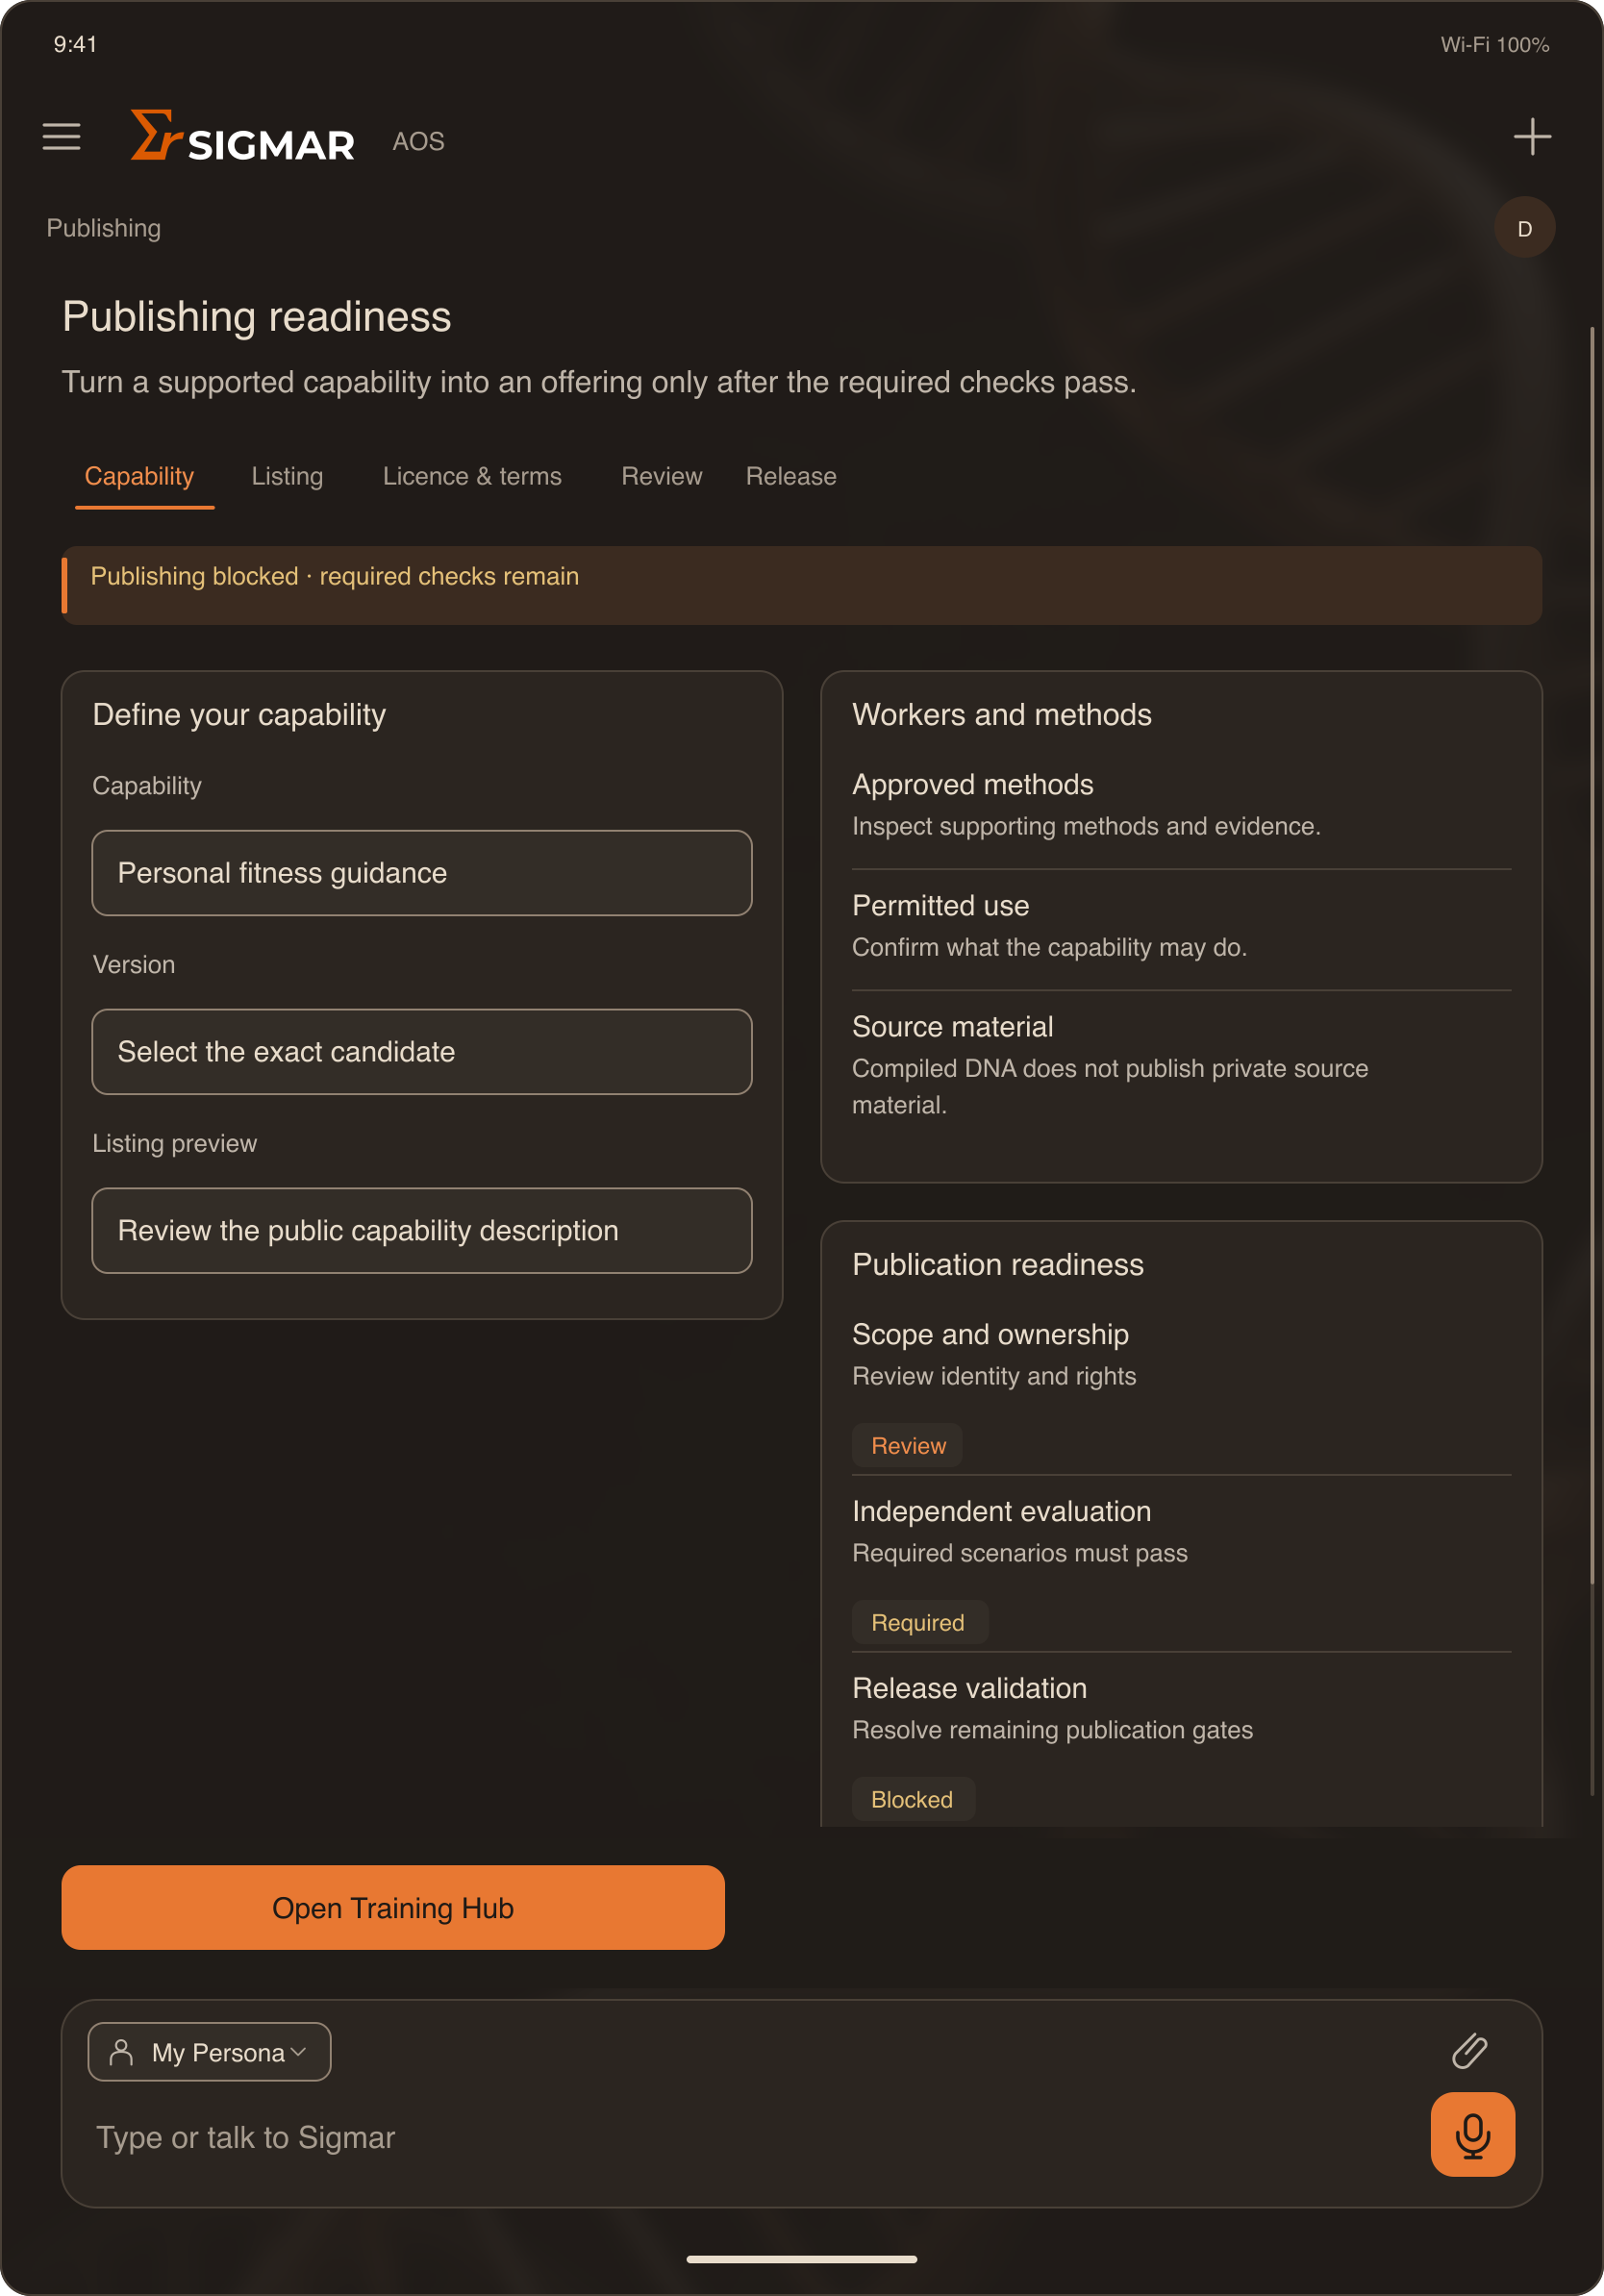 9:41
Wi-Fi 100%
Σr SIGMAR AOS
Publishing
D
Publishing readiness
Turn a supported capability into an offering only after the required checks pass.
Capability Listing Licence & terms Review Release
Publishing blocked · required checks remain
Define your capability
Capability
Personal fitness guidance
Version
Select the exact candidate
Listing preview
Review the public capability description
Workers and methods
Approved methods
Inspect supporting methods and evidence.
Permitted use
Confirm what the capability may do.
Source material
Compiled DNA does not publish private source
material.
Publication readiness
Scope and ownership
Review identity and rights
Review
Independent evaluation
Required scenarios must pass
Required
Release validation
Resolve remaining publication gates
Blocked
Open Training Hub
My Persona
Type or talk to Sigmar